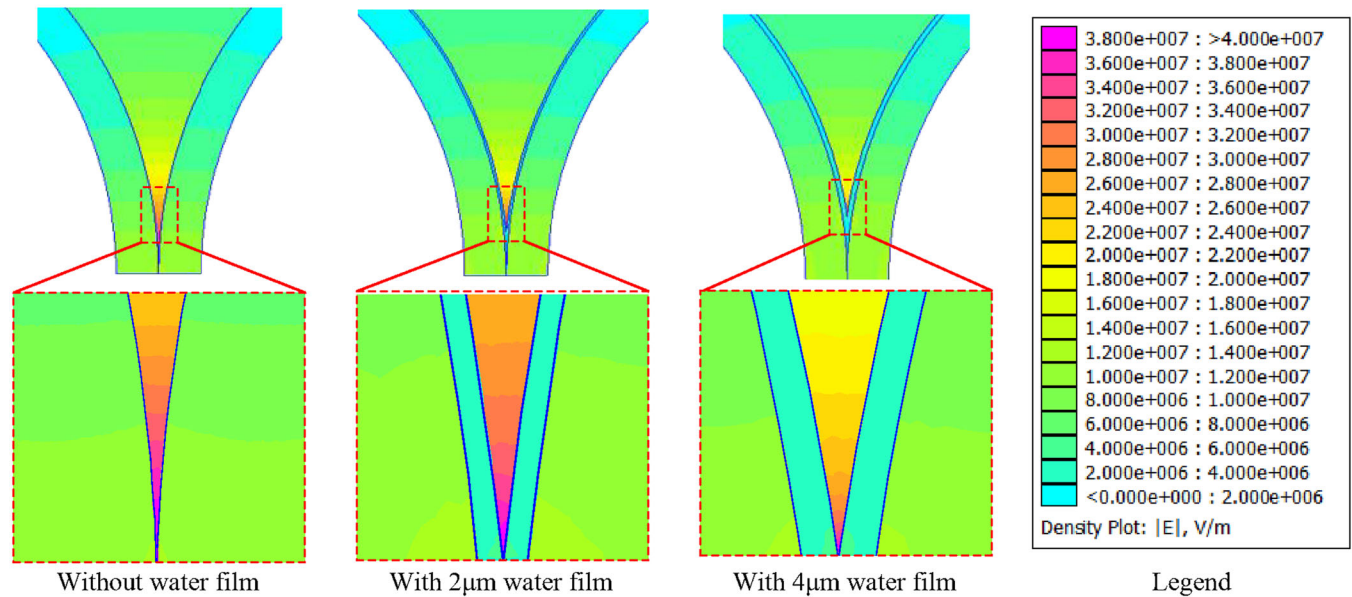 3.800e+007 : >4.000e+007
3.600e+007 : 3.800e+007
3.400e+007 : 3.600e+007
3.200e+007 : 3.400e+007
3.000e+007 : 3.200e+007
2.800e+007 : 3.000e+007
2.600e+007 : 2.800e+007
2.400e+007 : 2.600e+007
2.200e+007 : 2.400e+007
2.000e+007 : 2.200e+007
1.800e+007 : 2.000e+007
1.600e+007 : 1.800e+007
1.400e+007 : 1.600e+007
1.200e+007 : 1.400e+007
1.000e+007 : 1.200e+007
8.000e+006 : 1.000e+007
6.000e+006 : 8.000e+006
4.000e+006 : 6.000e+006
2.000e+006 : 4.000e+006
<0.000e+000 : 2.000e+006
Density Plot: |E|, V/m
Without water film
With 2μm water film
With 4μm water film
Legend